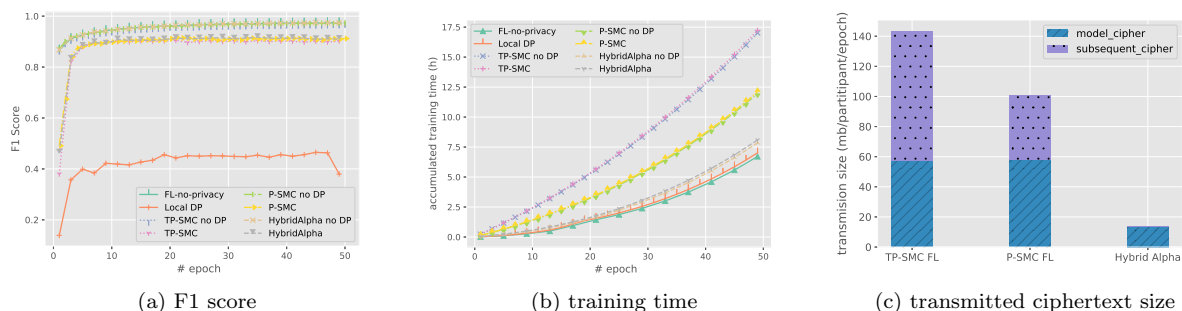 F1 Score
1.0
0.8
0.6
0.4
0.2
0
10
20
30
40
50
# epoch
FL-no-privacy
Local DP
TP-SMC no DP
TP-SMC
P-SMC no DP
P-SMC
HybridAlpha no DP
HybridAlpha
(a) F1 score
accumulated training time (h)
17.5
15.0
12.5
10.0
7.5
5.0
2.5
0.0
0
10
20
30
40
50
# epoch
FL-no-privacy
Local DP
TP-SMC no DP
TP-SMC
P-SMC no DP
P-SMC
HybridAlpha no DP
HybridAlpha
(b) training time
transmision size (mb/partitipant/epoch)
140
120
100
80
60
40
20
0
TP-SMC FL
P-SMC FL
Hybrid Alpha
model_cipher
subsequent_cipher
(c) transmitted ciphertext size